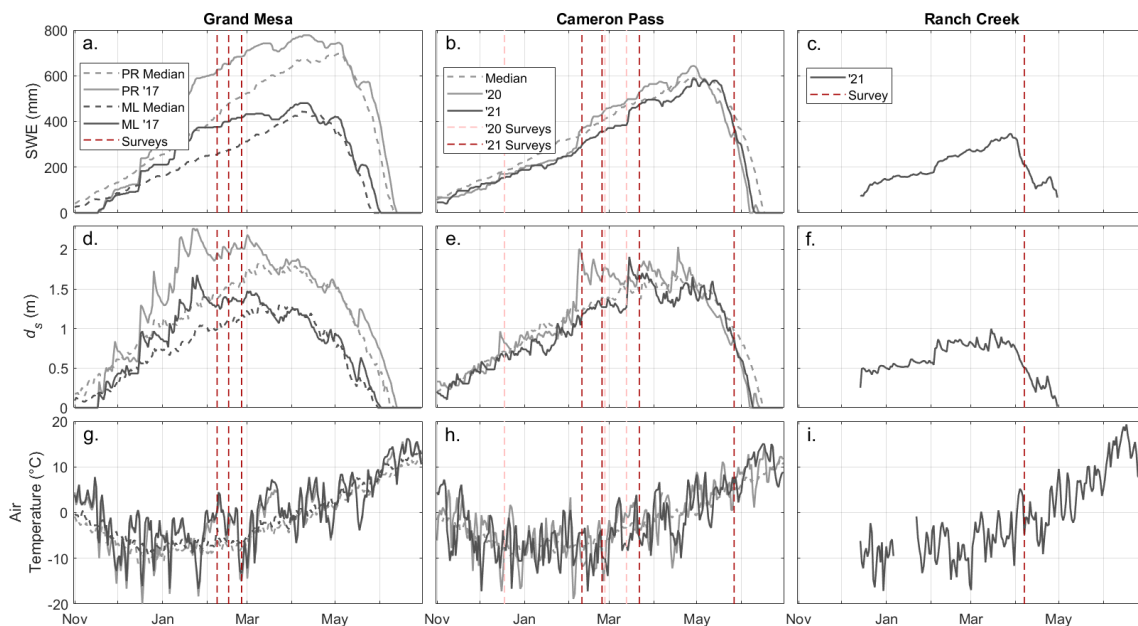 Grand Mesa
Cameron Pass
Ranch Creek
SWE (mm)
800
600
400
200
0
a.
PR Median
PR '17
ML Median
ML '17
Surveys
b.
Median
'20
'21
'20 Surveys
'21 Surveys
c.
'21
Survey
d_s (m)
2
1.5
1
0.5
0
d.
e.
f.
Air
Temperature (°C)
20
10
0
-10
-20
g.
h.
i.
Nov Jan Mar May
Nov Jan Mar May
Nov Jan Mar May